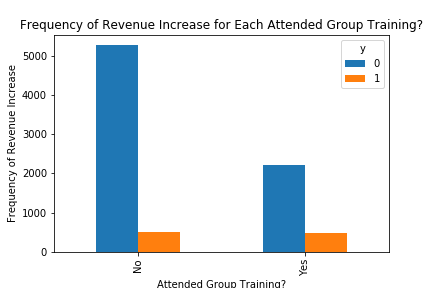 Frequency of Revenue Increase for Each Attended Group Training?
y
0
1
5000
4000
3000
2000
1000
0
Frequency of Revenue Increase
No
Yes
Attended Group Training?